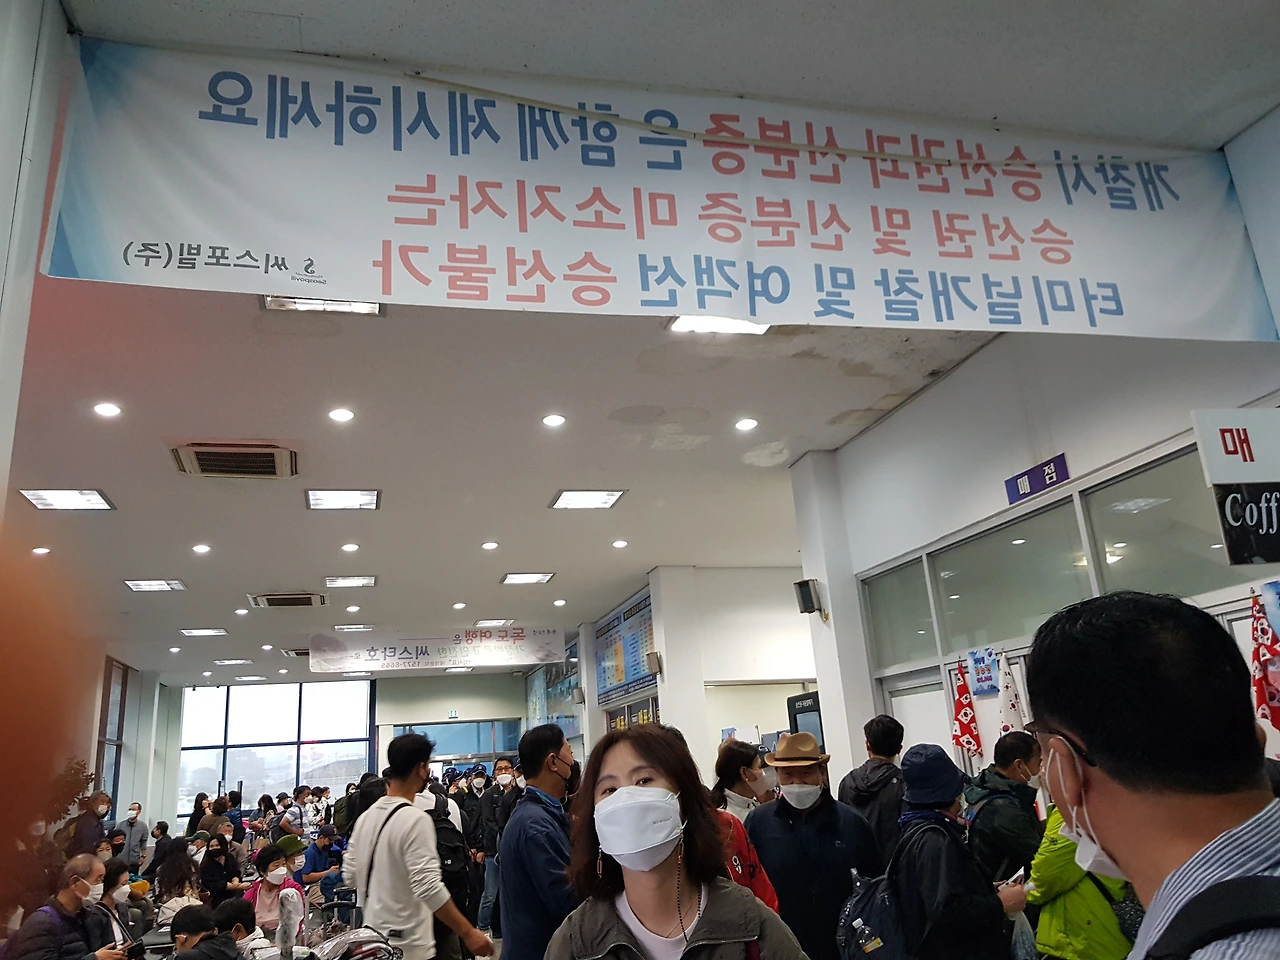 개찰시 승선권과 신분증 은 함께 제시하세요
승선권 및 신분증 미소지자는
터미널개찰 및 여객선 승선불가
씨스포빌(주)
매점
Coff
독도 여행은
씨스타호
1577-8665